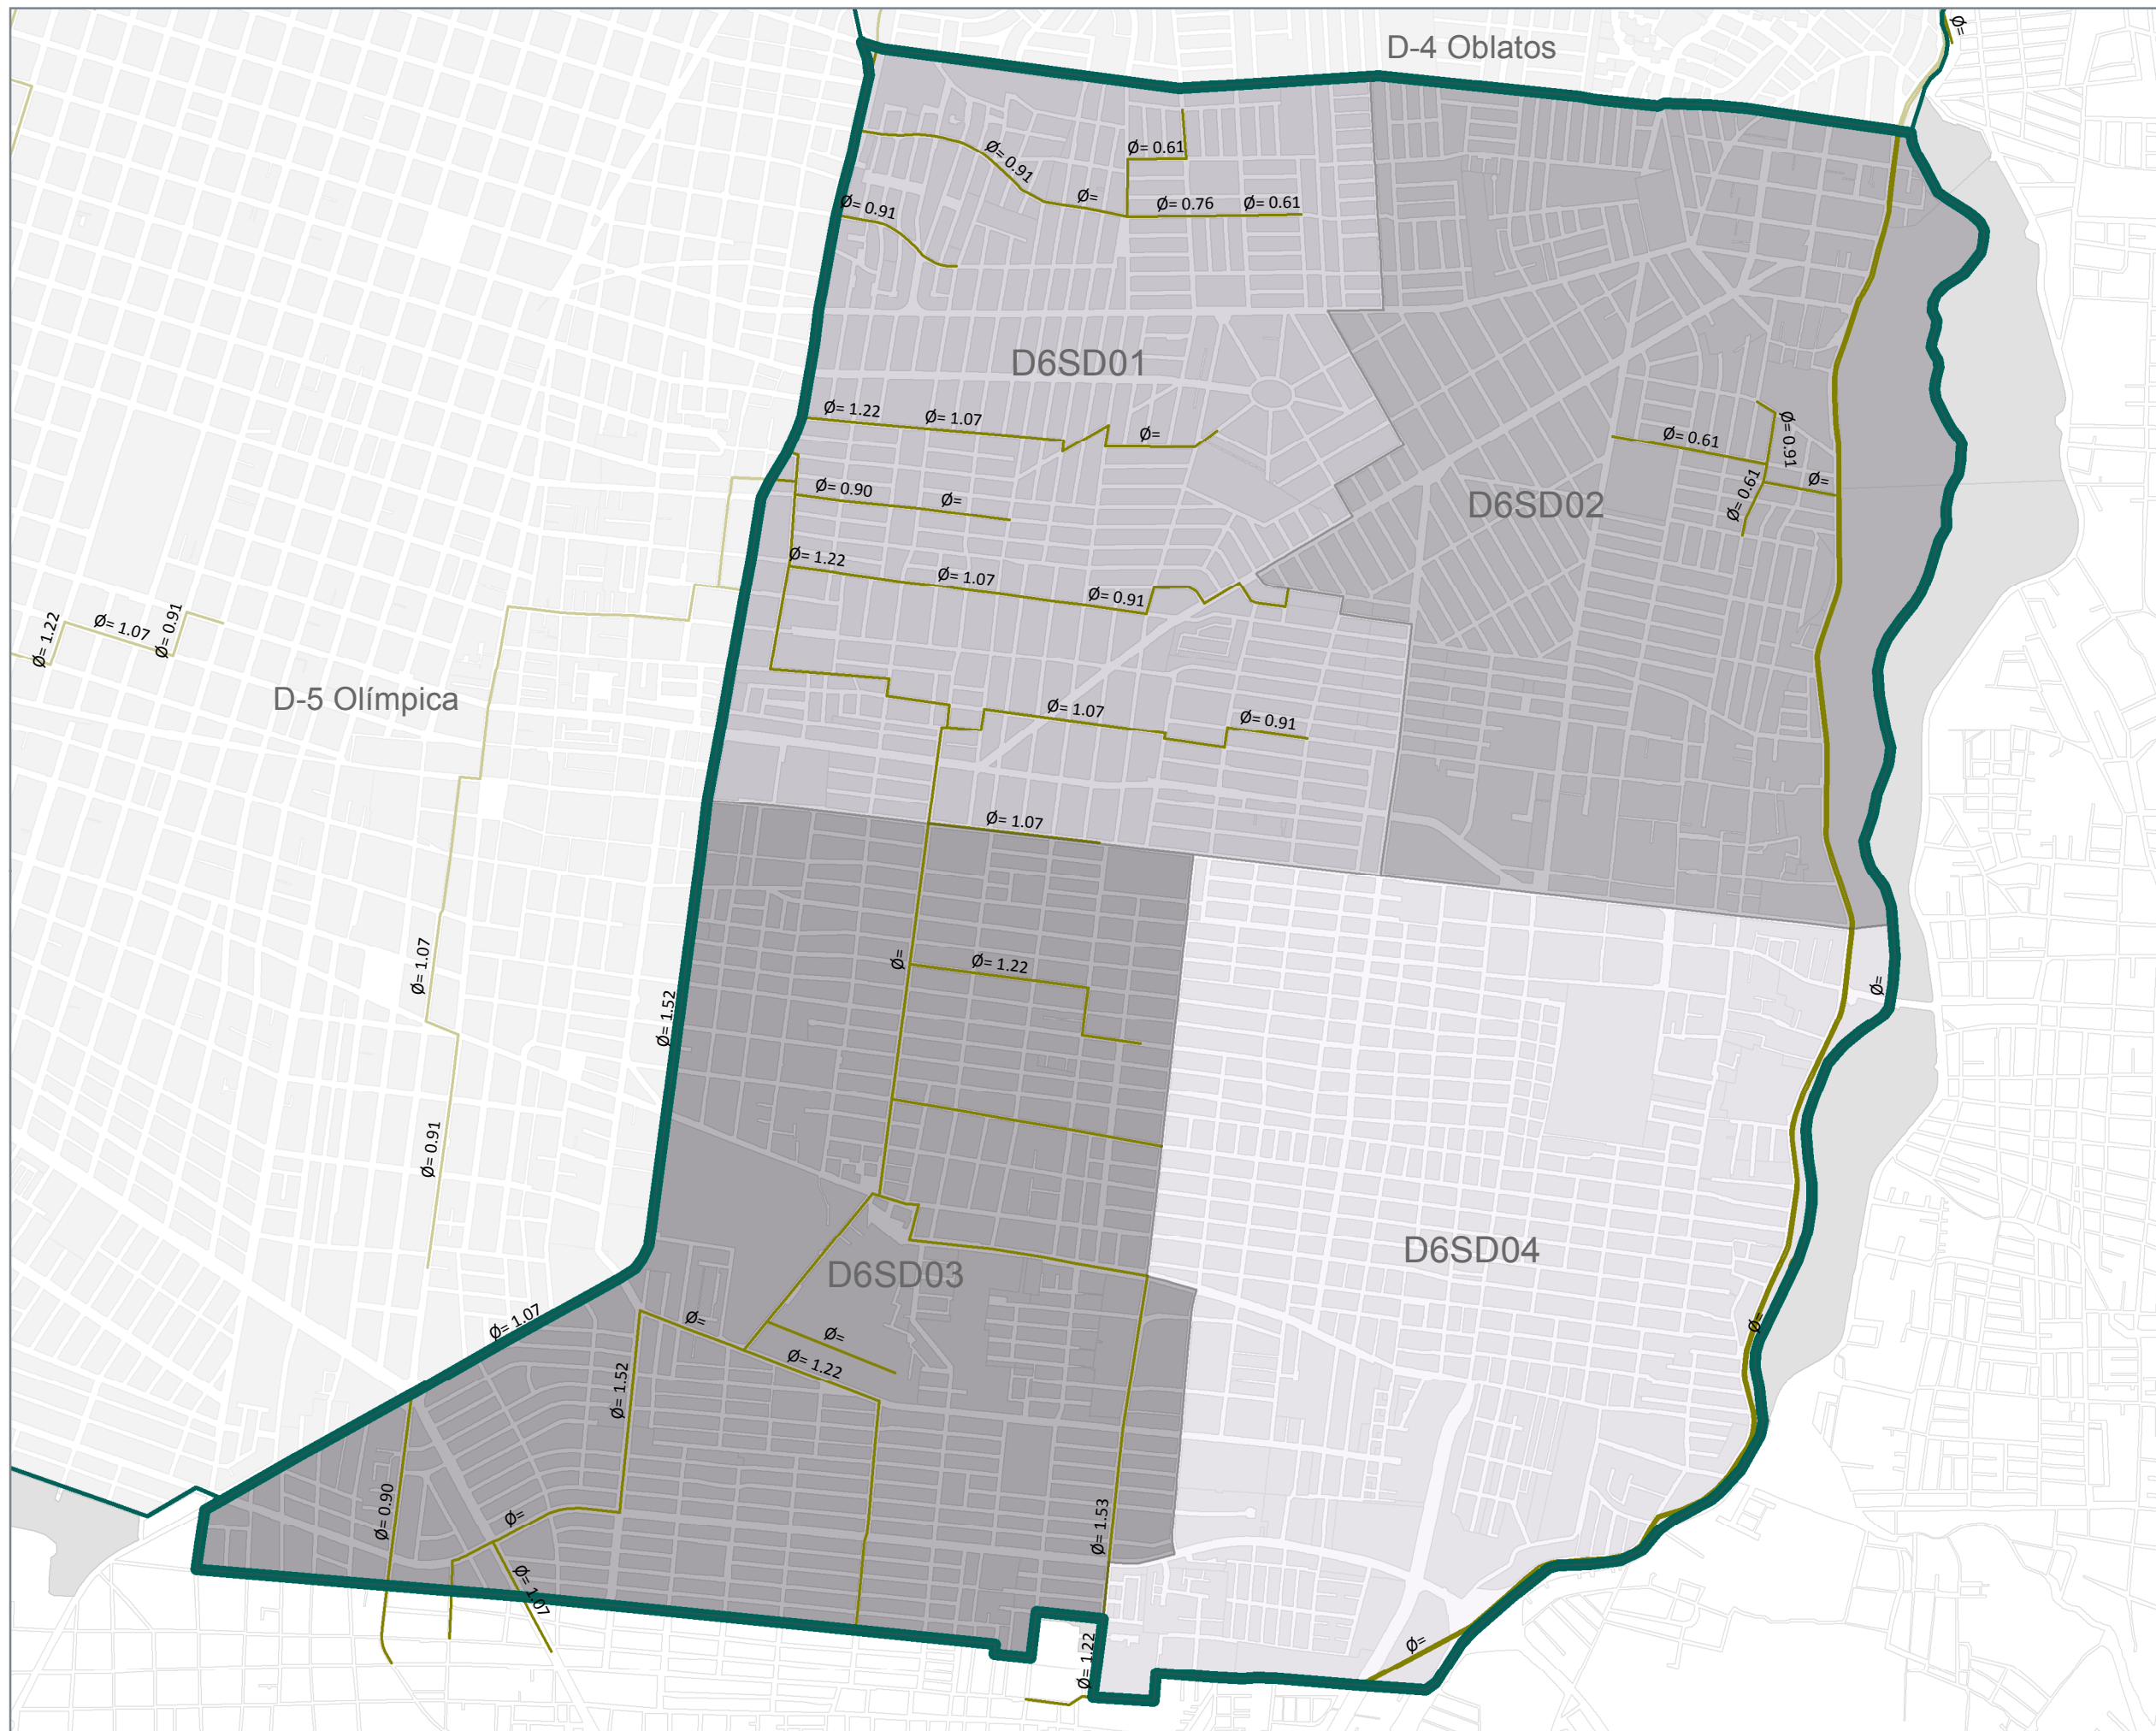 D-4 Oblatos
Ø=
Ø= 0.91
Ø= 0.61
Ø=
Ø= 0.76
Ø= 0.61
Ø= 0.91
D6SD01
Ø= 1.22
Ø= 1.07
Ø=
Ø= 0.61
Ø= 0.91
Ø= 0.61
Ø=
Ø= 0.90
Ø=
D6SD02
Ø= 1.22
Ø= 1.07
Ø= 0.91
Ø= 1.22
Ø= 1.07
Ø= 0.91
D-5 Olímpica
Ø= 1.07
Ø= 0.91
Ø= 1.07
Ø= 1.07
Ø= 1.52
Ø=
Ø= 1.22
Ø=
Ø= 0.91
D6SD04
D6SD03
Ø= 1.07
Ø=
Ø=
Ø= 1.22
Ø= 1.52
Ø=
Ø= 0.90
Ø=
Ø= 1.53
Ø= 1.07
Ø= 1.22
Ø=